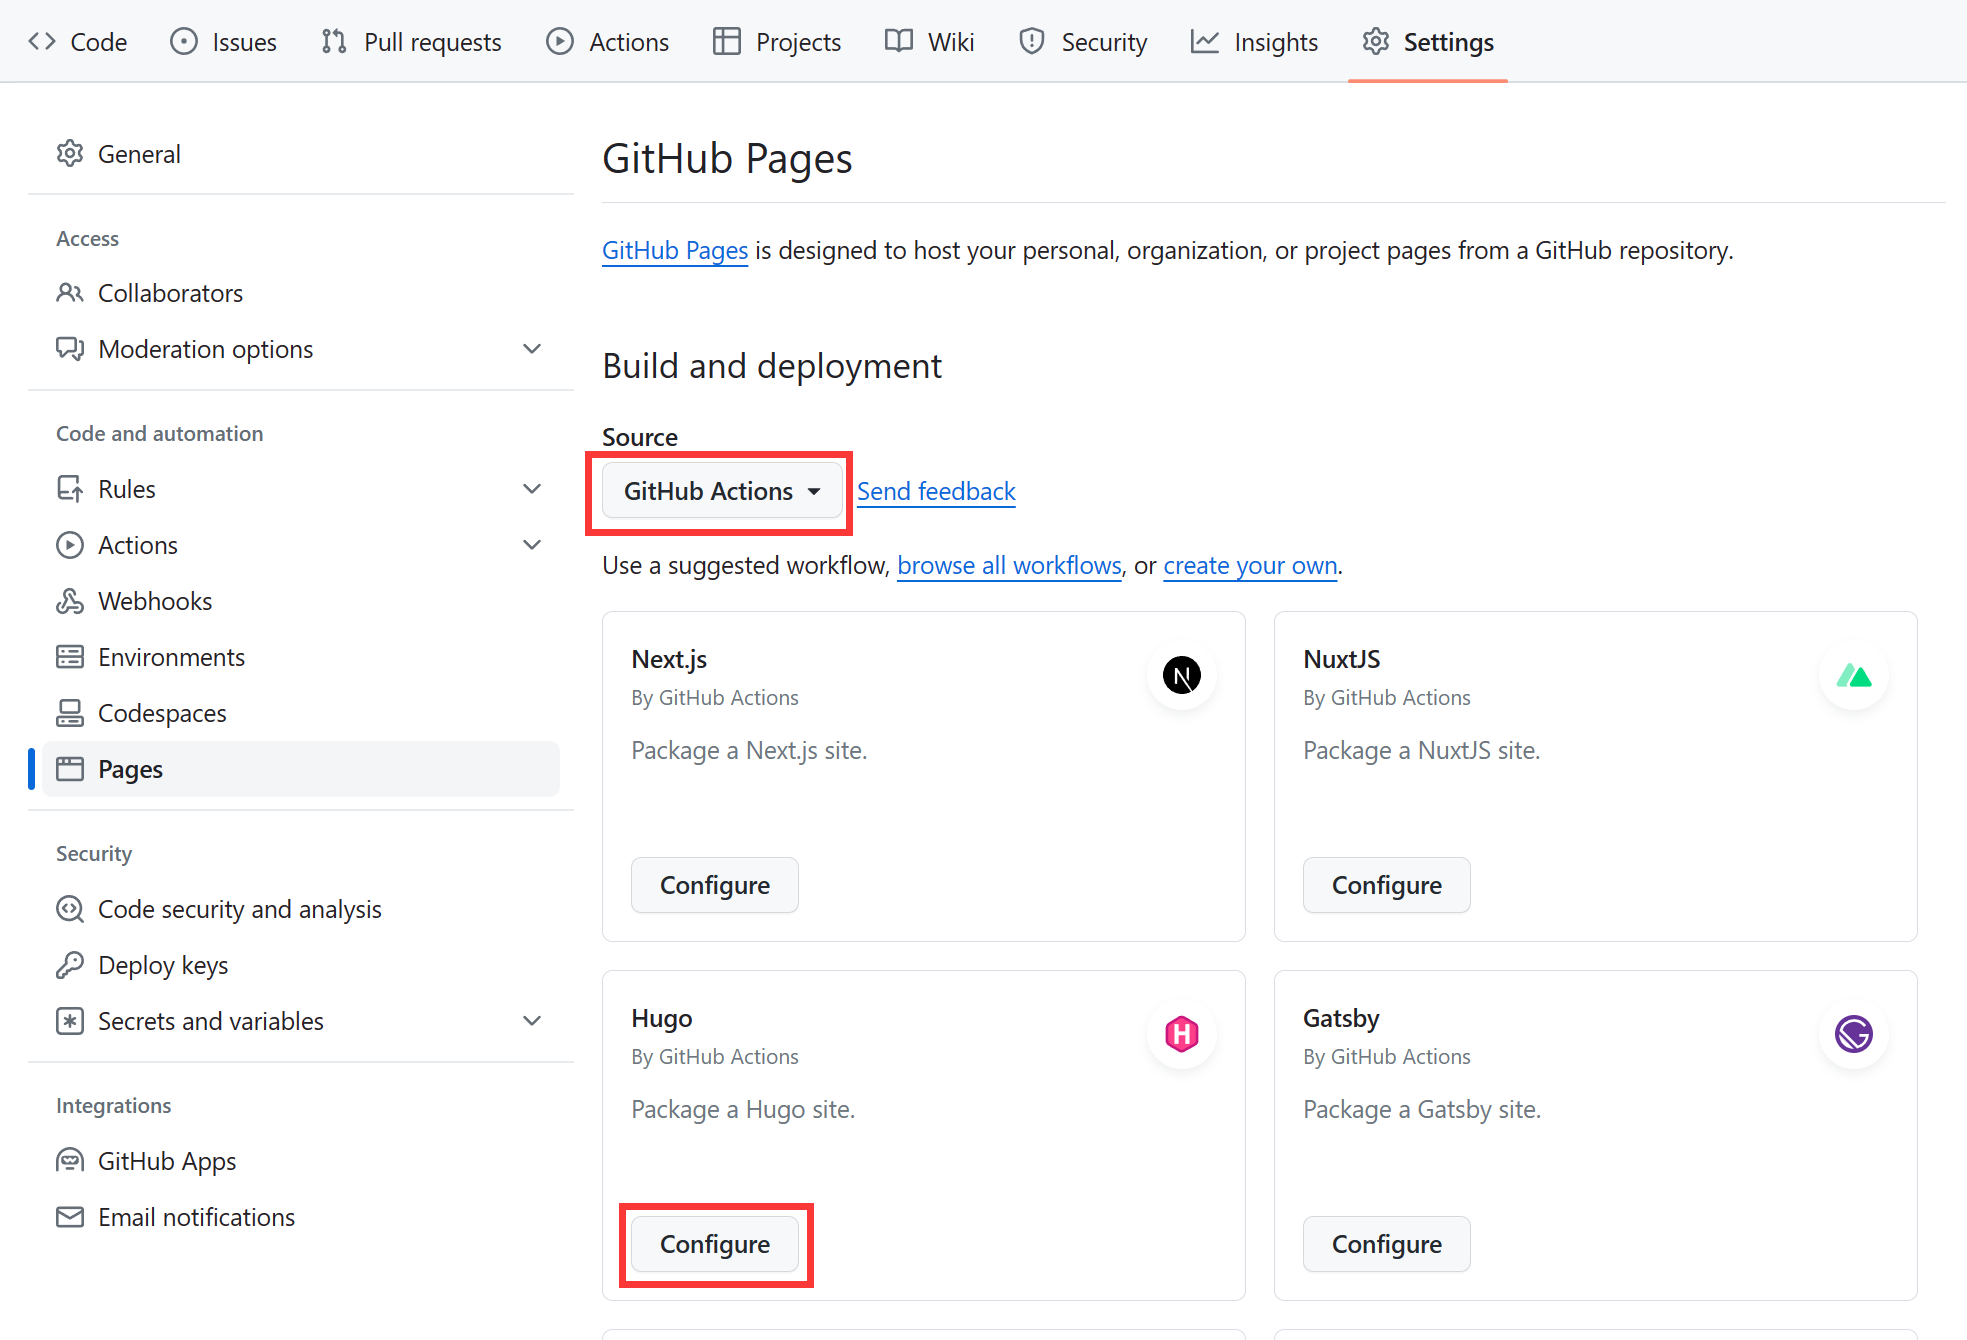 Code Issues Pull requests Actions Projects Wiki Security Insights Settings
General
Access
Collaborators
Moderation options
Code and automation
Rules
Actions
Webhooks
Environments
Codespaces
Pages
Security
Code security and analysis
Deploy keys
Secrets and variables
Integrations
GitHub Apps
Email notifications
GitHub Pages
GitHub Pages is designed to host your personal, organization, or project pages from a GitHub repository.
Build and deployment
Source
GitHub Actions Send feedback
Use a suggested workflow, browse all workflows, or create your own.
Next.js
By GitHub Actions
Package a Next.js site.
Configure
NuxtJS
By GitHub Actions
Package a NuxtJS site.
Configure
Hugo
By GitHub Actions
Package a Hugo site.
Configure
Gatsby
By GitHub Actions
Package a Gatsby site.
Configure